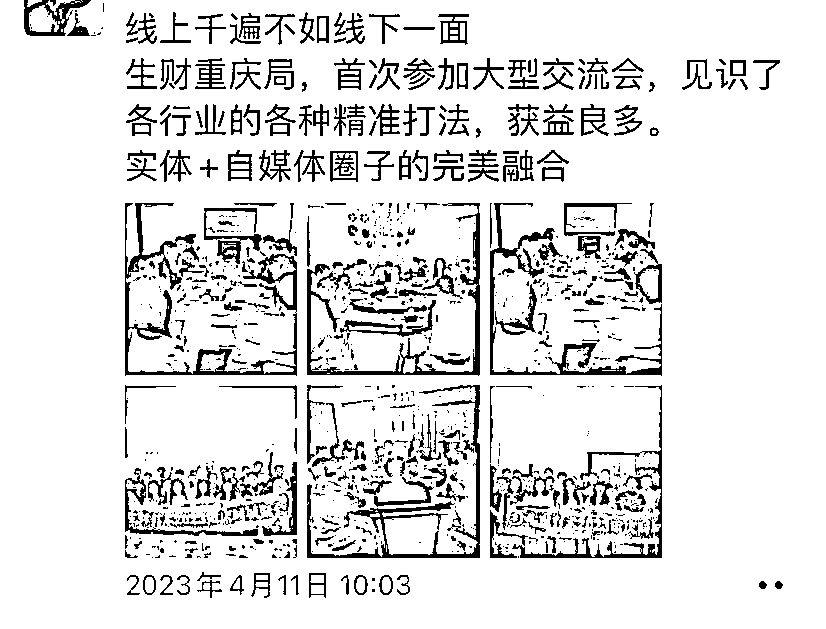 线上千遍不如线下一面
生财重庆局，首次参加大型交流会，见识了
各行业的各种精准打法，获益良多。
实体+自媒体圈子的完美融合
2023年4月11日 10:03